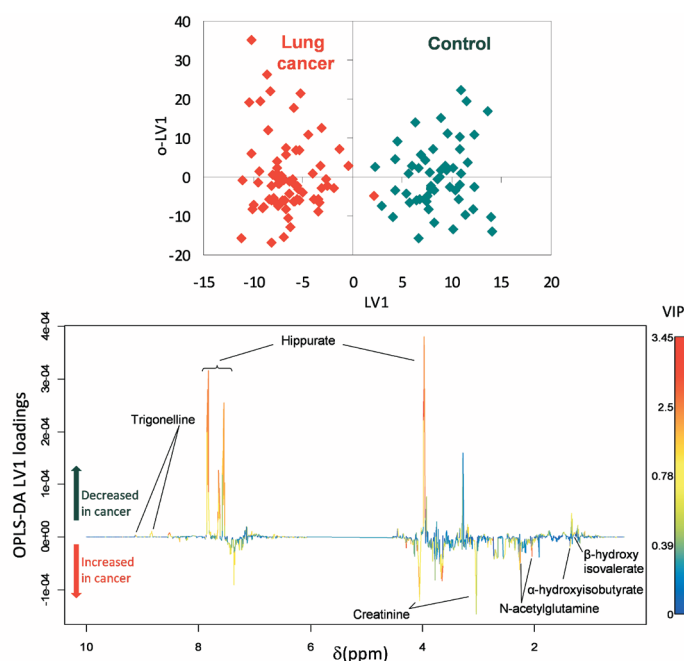 40
30
20
10
0
-10
-20
o-LV1
Lung
cancer
Control
-15
-10
-5
0
5
10
15
20
LV1
VIP
4e-04
3e-04
2e-04
1e-04
0e+00
-1e-04
OPLS-DA LV1 loadings
Hippurate
Trigonelline
Decreased
in cancer
Increased
in cancer
Creatinine
N-acetylglutamine
α-hydroxyisobutyrate
β-hydroxy
isovalerate
3.45
2.5
0.78
0.39
0
10
8
6
4
2
δ(ppm)